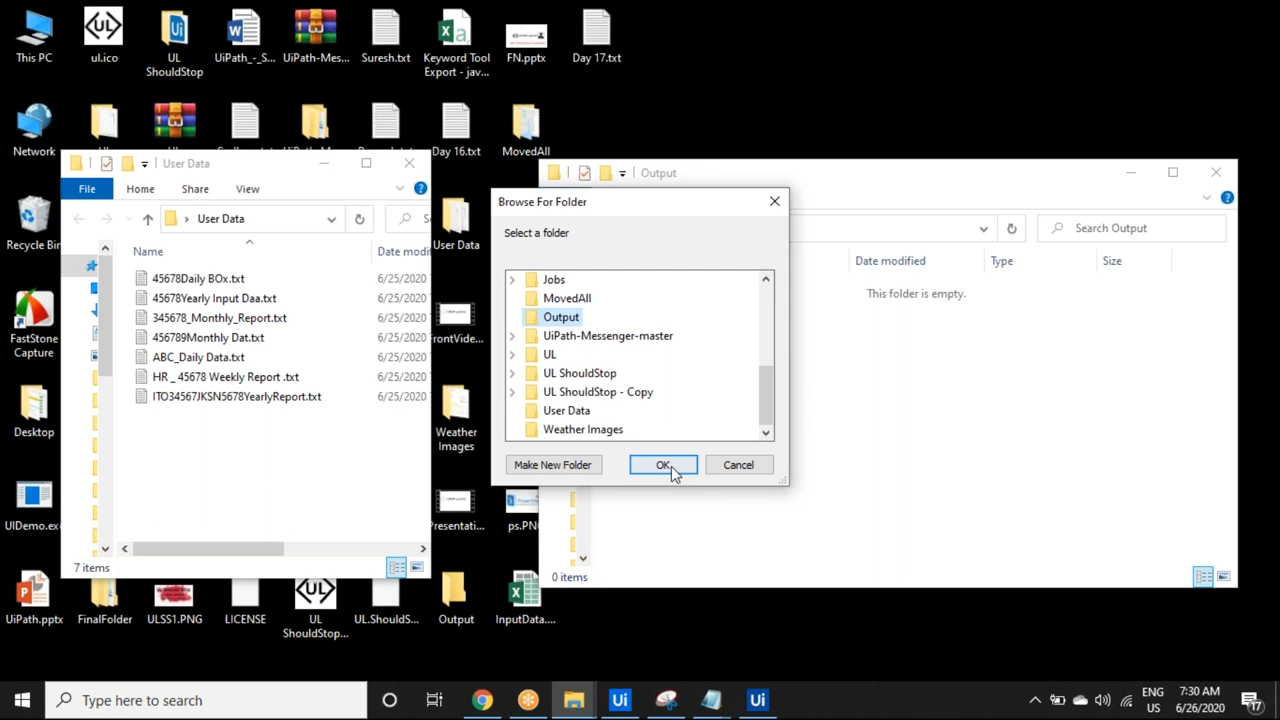 This PC
ul.ico
UL
ShouldStop
UiPath_-_S...
UiPath-Mes...
Suresh.txt
Keyword Tool
Export - jav...
FN.pptx
Day 17.txt
Network
Day 16.txt
MovedAll
User Data
File
Home
Share
View
User Data
Name
Date modi
45678Daily BOx.txt
6/25/2020
45678Yearly Input Daa.txt
6/25/2020
345678_Monthly_Report.txt
6/25/2020
456789Monthly Dat.txt
6/25/2020
ABC_Daily Data.txt
6/25/2020
HR _ 45678 Weekly Report .txt
6/25/2020
ITO34567JKSN5678YearlyReport.txt
6/25/2020
7 items
Output
Search Output
Date modified
Type
Size
This folder is empty.
0 items
Browse For Folder
Select a folder
Jobs
MovedAll
Output
UiPath-Messenger-master
UL
UL ShouldStop
UL ShouldStop - Copy
User Data
Weather Images
Make New Folder
OK
Cancel
Recycle Bin
User Data
FastStone
Capture
Desktop
Weather
Images
UIDemo.ex
ps.PNG
UiPath.pptx
FinalFolder
ULSS1.PNG
LICENSE
UL
ShouldStop...
UL.ShouldS...
Output
InputData....
Type here to search
Ui
Ui
ENG
US
7:30 AM
6/26/2020
17